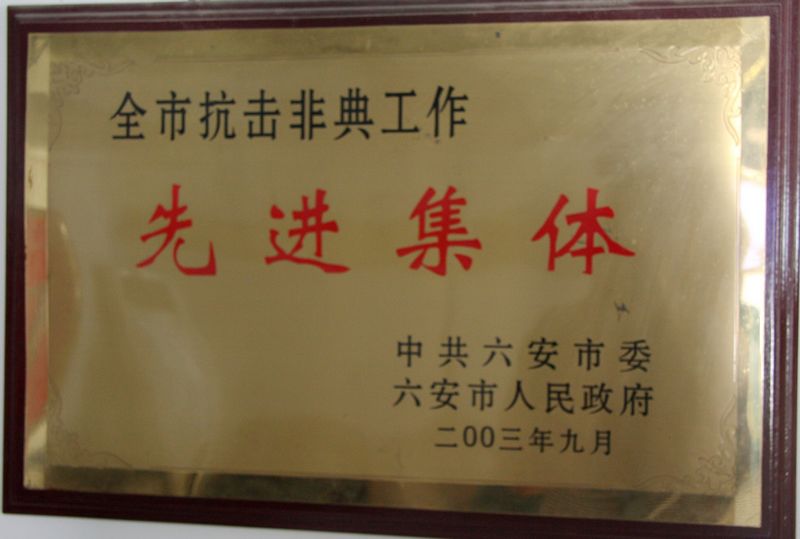 全市抗击非典工作
先进集体
中共六安市委
六安市人民政府
二00三年九月